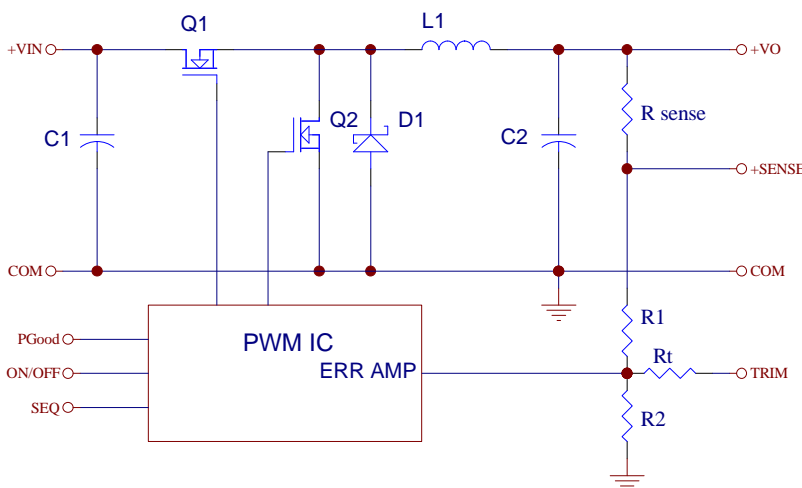 Q1
L1
+VIN
+VO
C1
Q2
D1
C2
R sense
+SENSE
COM
COM
PWM IC
R1
PGood
ERR AMP
Rt
ON/OFF
TRIM
SEQ
R2